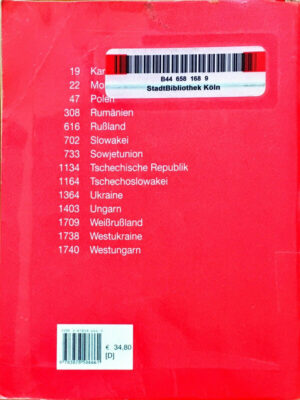 B44 658 168 9
StadtBibliothek Köln
19 Kar
22 Mo
47 Polen
308 Rumänien
616 Rußland
702 Slowakei
733 Sowjetunion
1134 Tschechische Republik
1164 Tschechoslowakei
1364 Ukraine
1403 Ungarn
1709 Weißrußland
1738 Westukraine
1740 Westungarn
€ 34,80
[D]